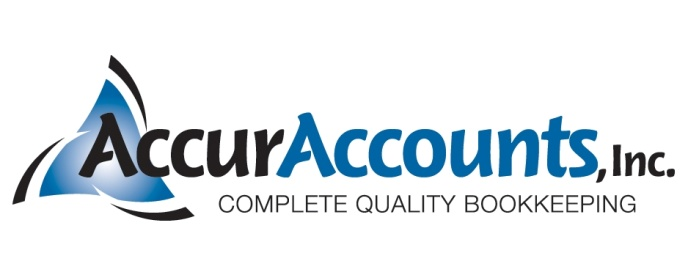 AccurAccounts, Inc.
COMPLETE QUALITY BOOKKEEPING